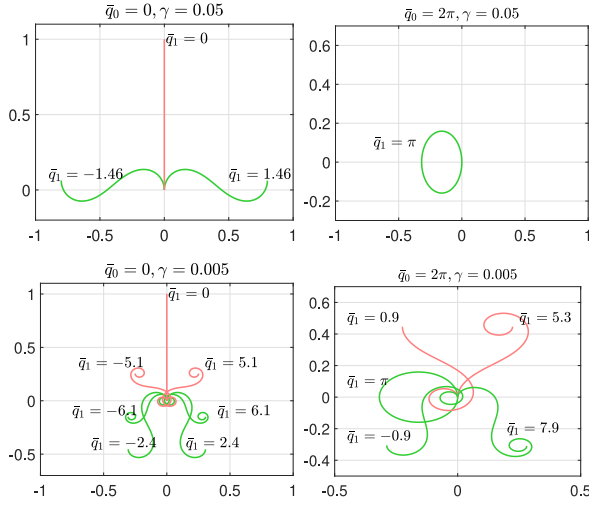 q̄₀ = 0, γ = 0.05
1
0.5
0
-1
-0.5
0
0.5
1
q̄₁ = 0
q̄₁ = −1.46
q̄₁ = 1.46
q̄₀ = 2π, γ = 0.05
0.6
0.4
0.2
0
-0.2
-1
-0.5
0
0.5
1
q̄₁ = π
q̄₀ = 0, γ = 0.005
1
0.5
0
-0.5
-1
-0.5
0
0.5
1
q̄₁ = 0
q̄₁ = −5.1
q̄₁ = 5.1
q̄₁ = −6.1
q̄₁ = 6.1
q̄₁ = −2.4
q̄₁ = 2.4
q̄₀ = 2π, γ = 0.005
0.6
0.4
0.2
0
-0.2
-0.4
-0.5
0
0.5
q̄₁ = 0.9
q̄₁ = 5.3
q̄₁ = π
q̄₁ = −0.9
q̄₁ = 7.9